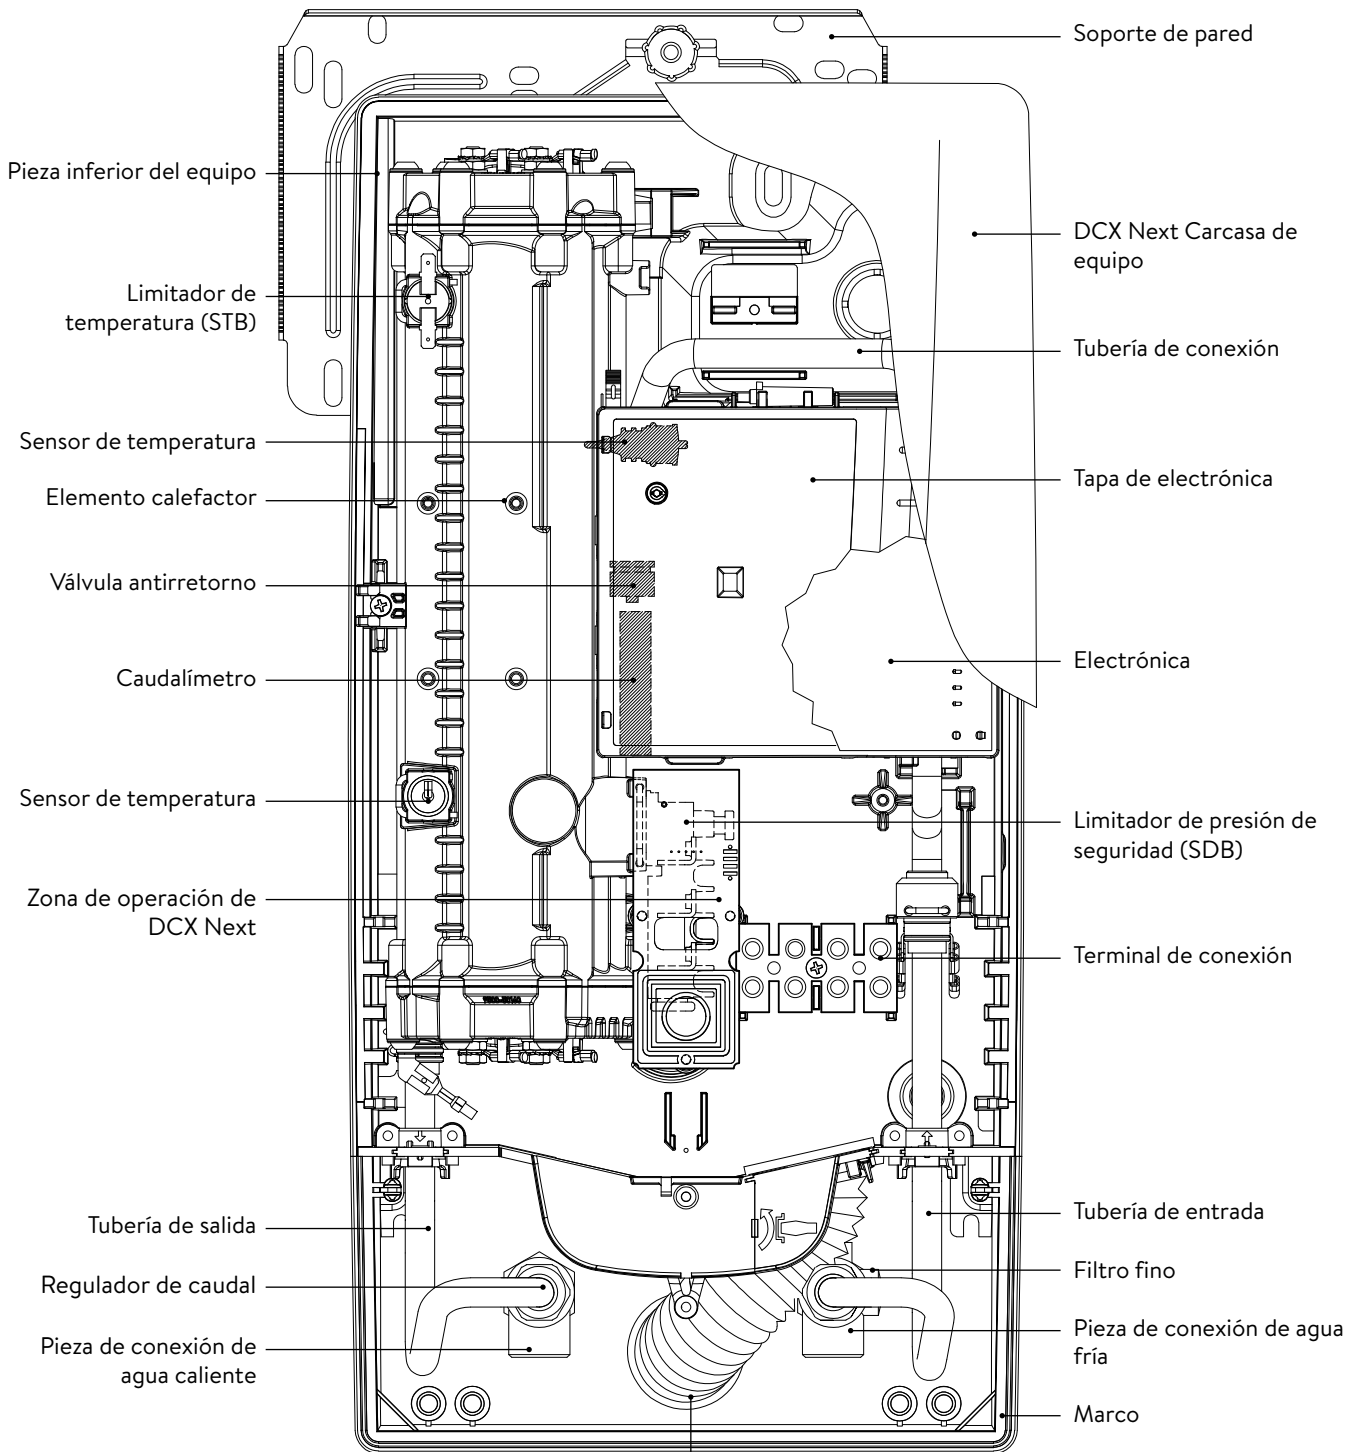 Soporte de pared
Pieza inferior del equipo
DCX Next Carcasa de
equipo
Limitador de
temperatura (STB)
Tubería de conexión
Sensor de temperatura
Tapa de electrónica
Elemento calefactor
Válvula antirretorno
Electrónica
Caudalímetro
Sensor de temperatura
Limitador de presión de
seguridad (SDB)
Zona de operación de
DCX Next
Terminal de conexión
Tubería de salida
Tubería de entrada
Regulador de caudal
Filtro fino
Pieza de conexión de
agua caliente
Pieza de conexión de agua
fría
Marco